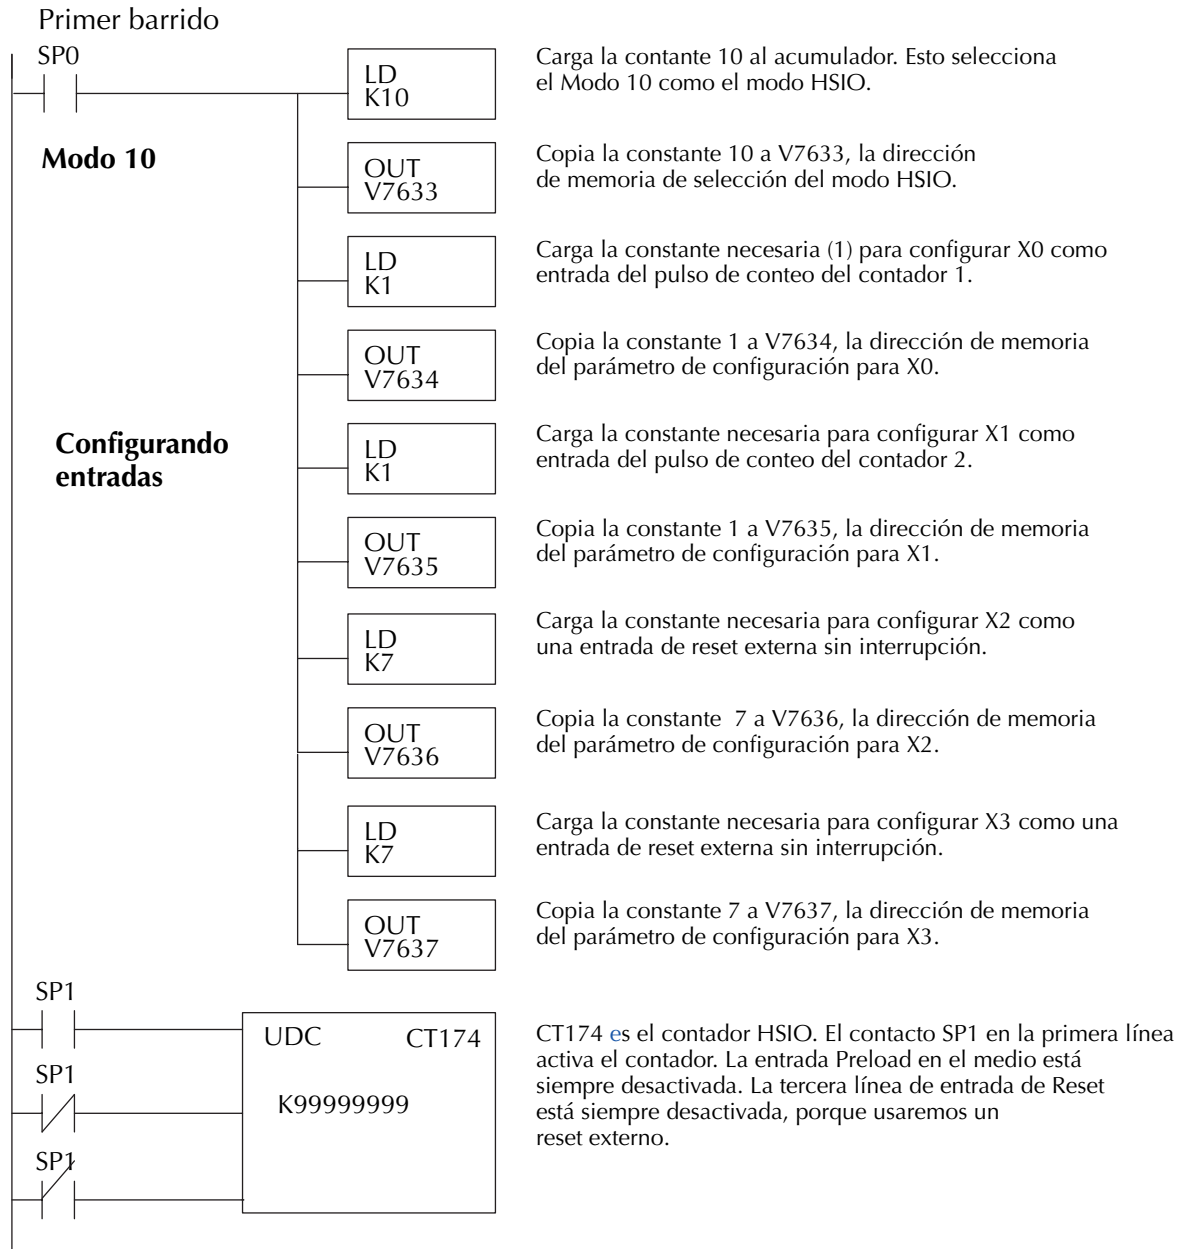 Primer barrido
SP0
LD
K10
Carga la contante 10 al acumulador. Esto selecciona
el Modo 10 como el modo HSIO.
Modo 10
OUT
V7633
Copia la constante 10 a V7633, la dirección
de memoria de selección del modo HSIO.
LD
K1
Carga la constante necesaria (1) para configurar X0 como
entrada del pulso de conteo del contador 1.
OUT
V7634
Copia la constante 1 a V7634, la dirección de memoria
del parámetro de configuración para X0.
Configurando
entradas
LD
K1
Carga la constante necesaria para configurar X1 como
entrada del pulso de conteo del contador 2.
OUT
V7635
Copia la constante 1 a V7635, la dirección de memoria
del parámetro de configuración para X1.
LD
K7
Carga la constante necesaria para configurar X2 como
una entrada de reset externa sin interrupción.
OUT
V7636
Copia la constante  7 a V7636, la dirección de memoria
del parámetro de configuración para X2.
LD
K7
Carga la constante necesaria para configurar X3 como una
entrada de reset externa sin interrupción.
OUT
V7637
Copia la constante 7 a V7637, la dirección de memoria
del parámetro de configuración para X3.
SP1
UDC CT174
K99999999
SP1
SP1
CT174 es el contador HSIO. El contacto SP1 en la primera línea
activa el contador. La entrada Preload en el medio está
siempre desactivada. La tercera línea de entrada de Reset
está siempre desactivada, porque usaremos un
reset externo.